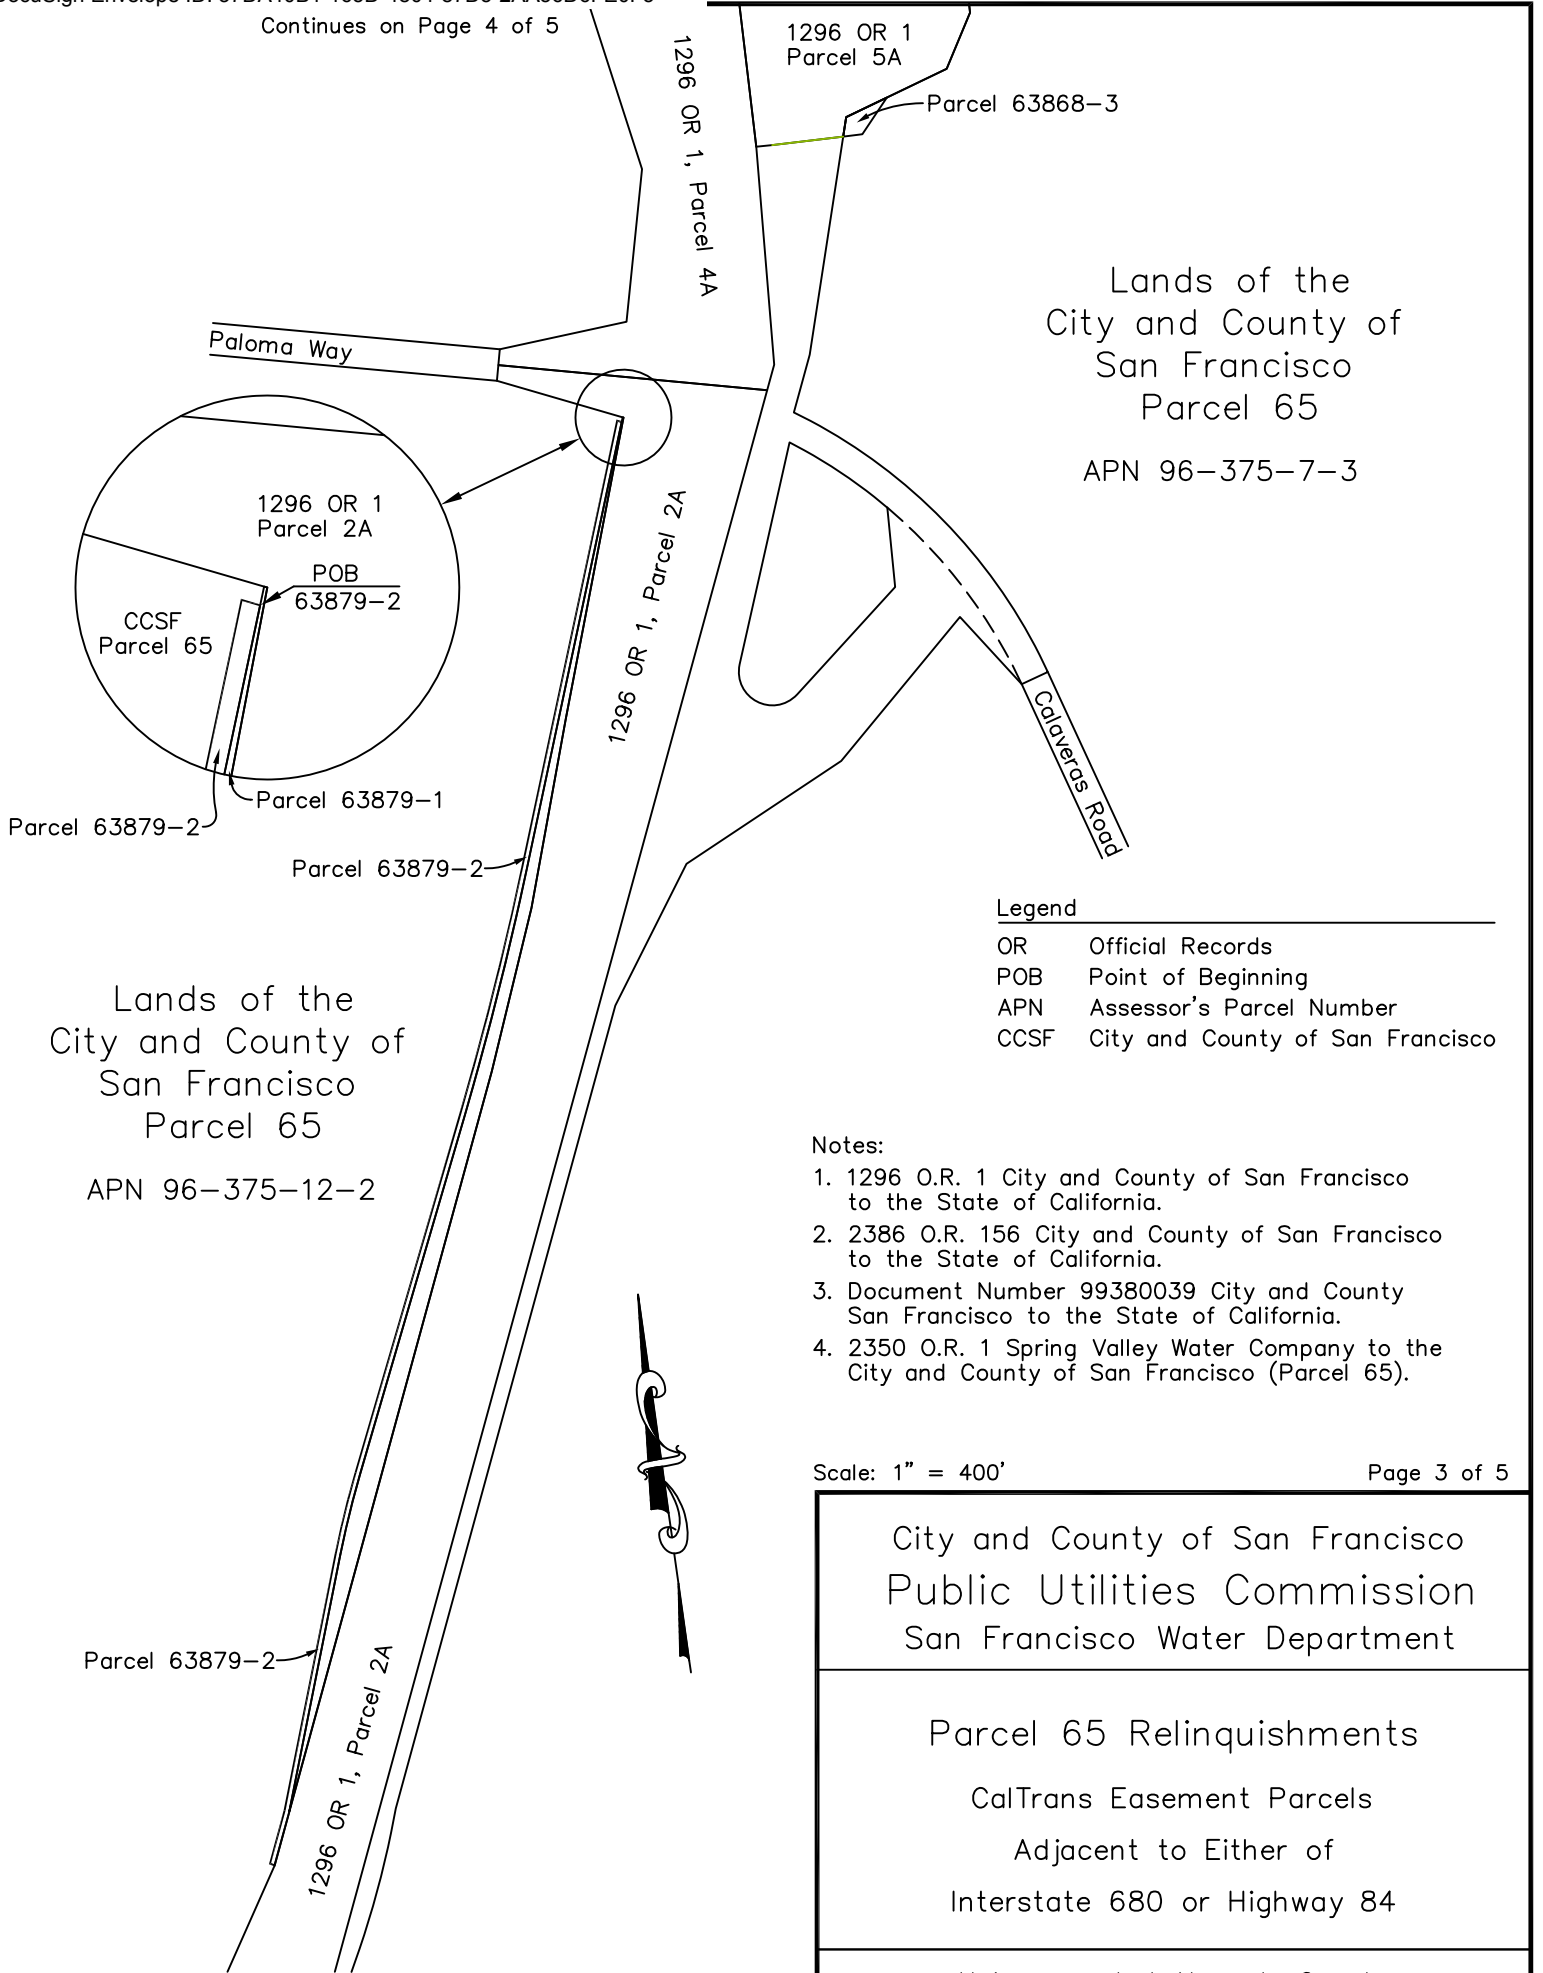 Continues on Page 4 of 5
1296 OR 1
Parcel 5A
1296 OR 1, Parcel 4A
Parcel 63868-3
Lands of the
City and County of
San Francisco
Parcel 65
APN 96-375-7-3
Paloma Way
1296 OR 1
Parcel 2A
POB
63879-2
CCSF
Parcel 65
1296 OR 1, Parcel 2A
Calaveras Road
Parcel 63879-1
Parcel 63879-2
Parcel 63879-2
Legend
OR Official Records
POB Point of Beginning
APN Assessor's Parcel Number
CCSF City and County of San Francisco
Lands of the
City and County of
San Francisco
Parcel 65
APN 96-375-12-2
Notes:
1. 1296 O.R. 1 City and County of San Francisco
to the State of California.
2. 2386 O.R. 156 City and County of San Francisco
to the State of California.
3. Document Number 99380039 City and County
San Francisco to the State of California.
4. 2350 O.R. 1 Spring Valley Water Company to the
City and County of San Francisco (Parcel 65).
Scale: 1" = 400'
Page 3 of 5
City and County of San Francisco
Public Utilities Commission
San Francisco Water Department
Parcel 63879-2
1296 OR 1, Parcel 2A
Parcel 65 Relinquishments
CalTrans Easement Parcels
Adjacent to Either of
Interstate 680 or Highway 84